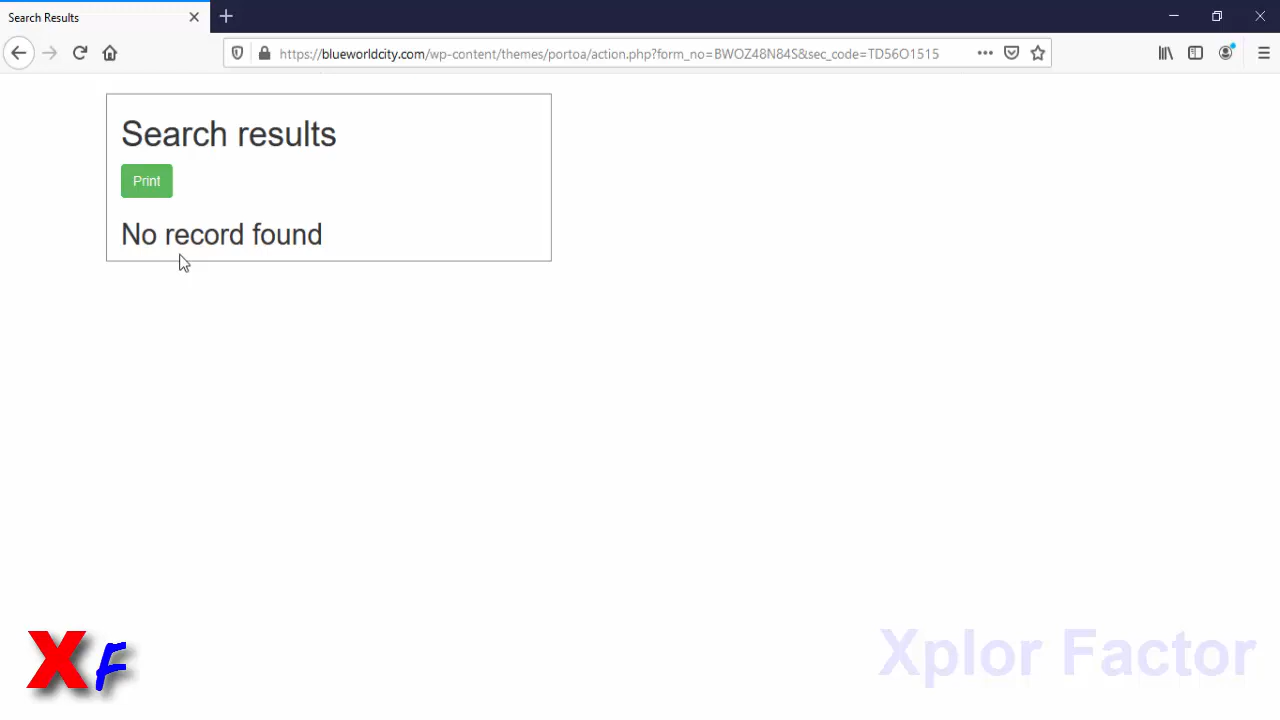 Search Results
https://blueworldcity.com/wp-content/themes/portoa/action.php?form_no=BWOZ48N84S&sec_code=TD56O1515
Search results
Print
No record found
XF
Xplor Factor